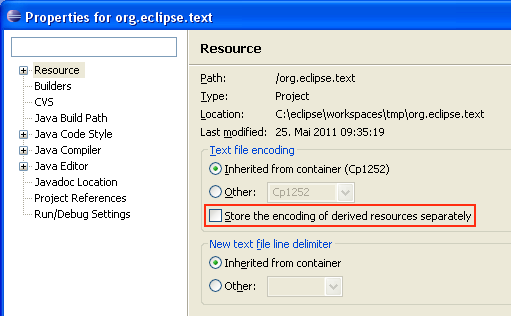 Properties for org.eclipse.text
Resource
Builders
CVS
Java Build Path
Java Code Style
Java Compiler
Java Editor
Javadoc Location
Project References
Run/Debug Settings
Resource
Path: /org.eclipse.text
Type: Project
Location: C:\eclipse\workspaces\tmp\org.eclipse.text
Last modified: 25. Mai 2011 09:35:19
Text file encoding
Inherited from container (Cp1252)
Other: Cp1252
Store the encoding of derived resources separately
New text file line delimiter
Inherited from container
Other: